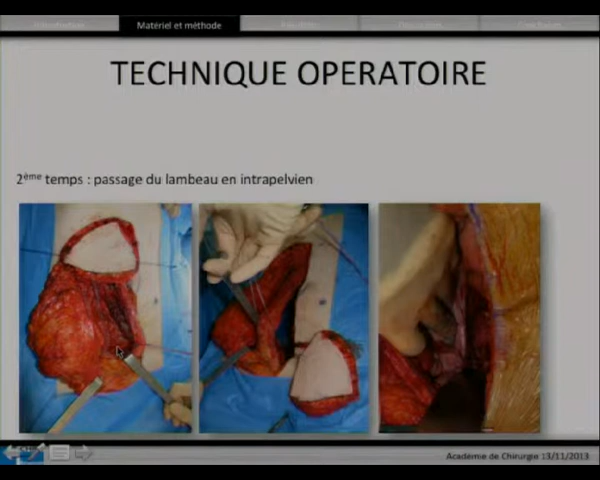 Matériel et méthode
TECHNIQUE OPERATOIRE
2ème temps : passage du lambeau en intrapelvien
Académie de Chirurgie 13/11/2013